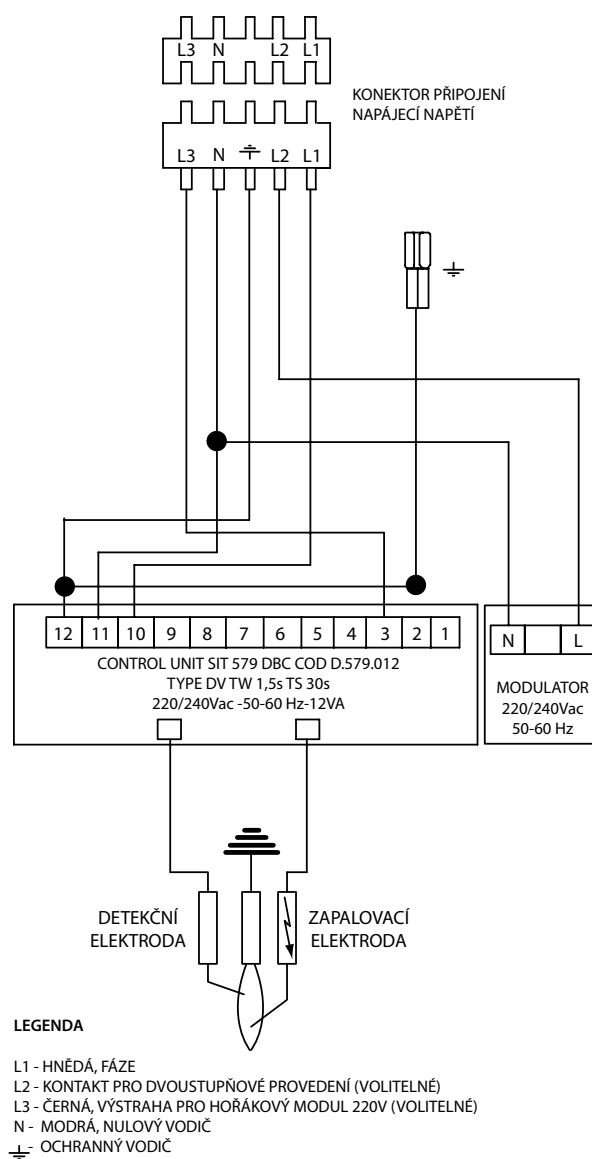 L3 N L2 L1
KONEKTOR PŘIPOJENÍ
NAPÁJECÍ NAPĚTÍ
L3 N L2 L1
12 11 10 9 8 7 6 5 4 3 2 1
N L
CONTROL UNIT SIT 579 DBC COD D.579.012
TYPE DV TW 1,5s TS 30s
220/240Vac -50-60 Hz-12VA
MODULATOR
220/240Vac
50-60 Hz
DETEKČNÍ
ELEKTRODA
ZAPALOVACÍ
ELEKTRODA
LEGENDA
L1 - HNĚDÁ, FÁZE
L2 - KONTAKT PRO DVOUSTUPŇOVÉ PROVEDENÍ (VOLITELNÉ)
L3 - ČERNÁ, VÝSTRAHA PRO HOŘÁKOVÝ MODUL 220V (VOLITELNÉ)
N - MODRÁ, NULOVÝ VODIČ
- OCHRANNÝ VODIČ